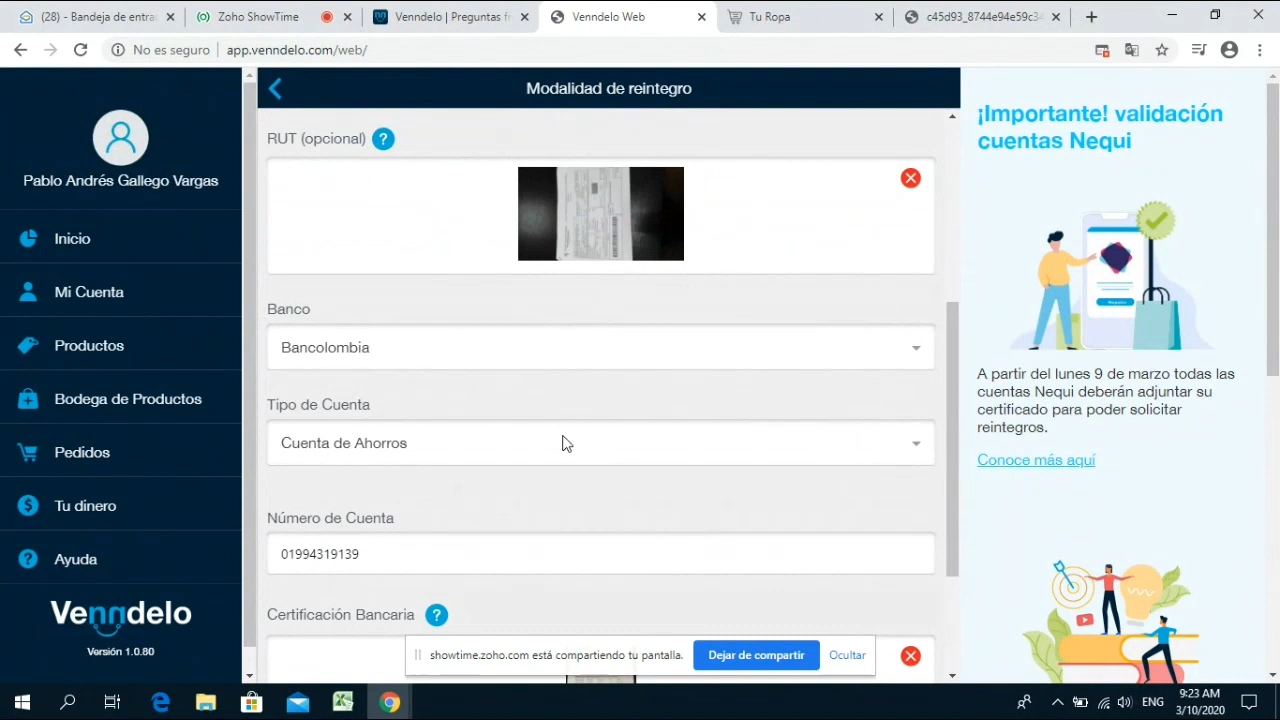 (28) - Bandeja de entrada
Zoho ShowTime
Venndelo | Preguntas fr
Venndelo Web
Tu Ropa
c45d93_8744e94e59c34
No es seguro
app.venndelo.com/web/
Pablo Andrés Gallego Vargas
Inicio
Mi Cuenta
Productos
Bodega de Productos
Pedidos
Tu dinero
Ayuda
Venndelo
Versión 1.0.80
Modalidad de reintegro
RUT (opcional) ?
Banco
Bancolombia
Tipo de Cuenta
Cuenta de Ahorros
Número de Cuenta
01994319139
Certificación Bancaria ?
showtime.zoho.com está compartiendo tu pantalla.
Dejar de compartir
Ocultar
¡Importante! validación
cuentas Nequi
A partir del lunes 9 de marzo todas las
cuentas Nequi deberán adjuntar su
certificado para poder solicitar
reintegros.
Conoce más aquí
ENG
9:23 AM
3/10/2020